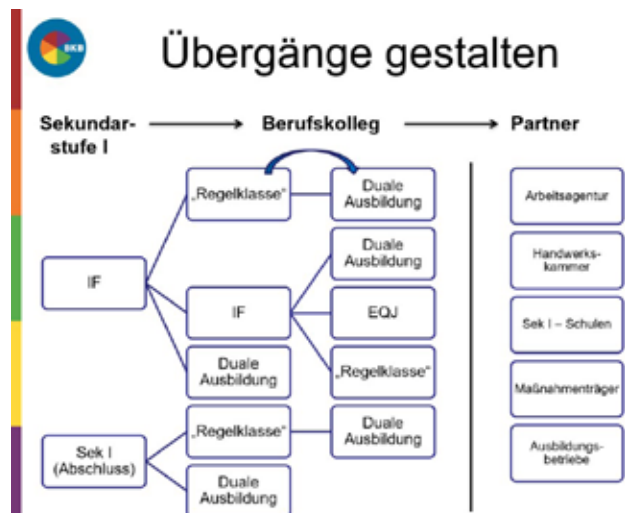 BKB
Übergänge gestalten
Sekundar-
stufe I
Berufskolleg
Partner
„Regelklasse“
Duale
Ausbildung
Arbeitsagentur
Duale
Ausbildung
Handwerks-
kammer
IF
IF
EQJ
Sek I – Schulen
Duale
Ausbildung
„Regelklasse“
Maßnahmenträger
Sek I
(Abschluss)
„Regelklasse“
Duale
Ausbildung
Ausbildungs-
betriebe
Duale
Ausbildung